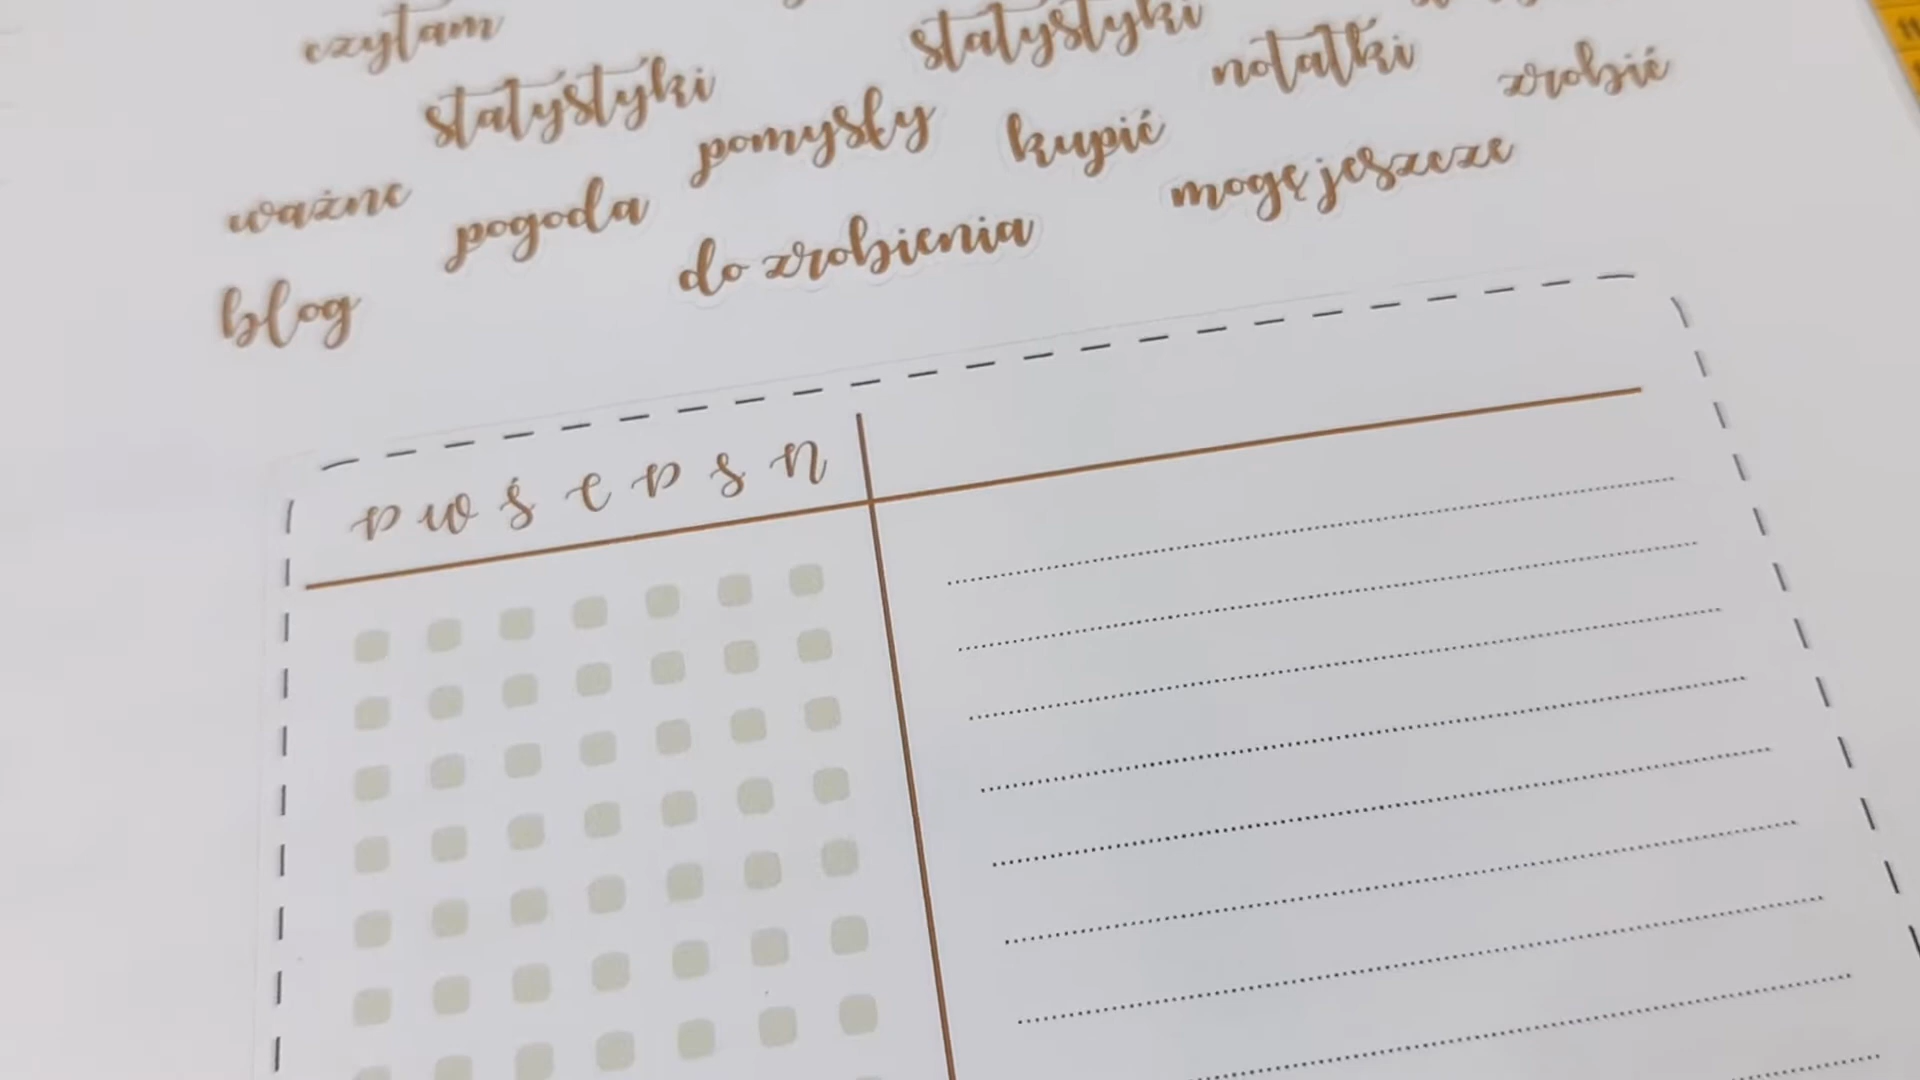 czytam
statystyki
statystyki
notatki
zrobić
pomysły
kupić
ważne
pogoda
mogę jeszcze
do zrobienia
blog
p w ś c p s n